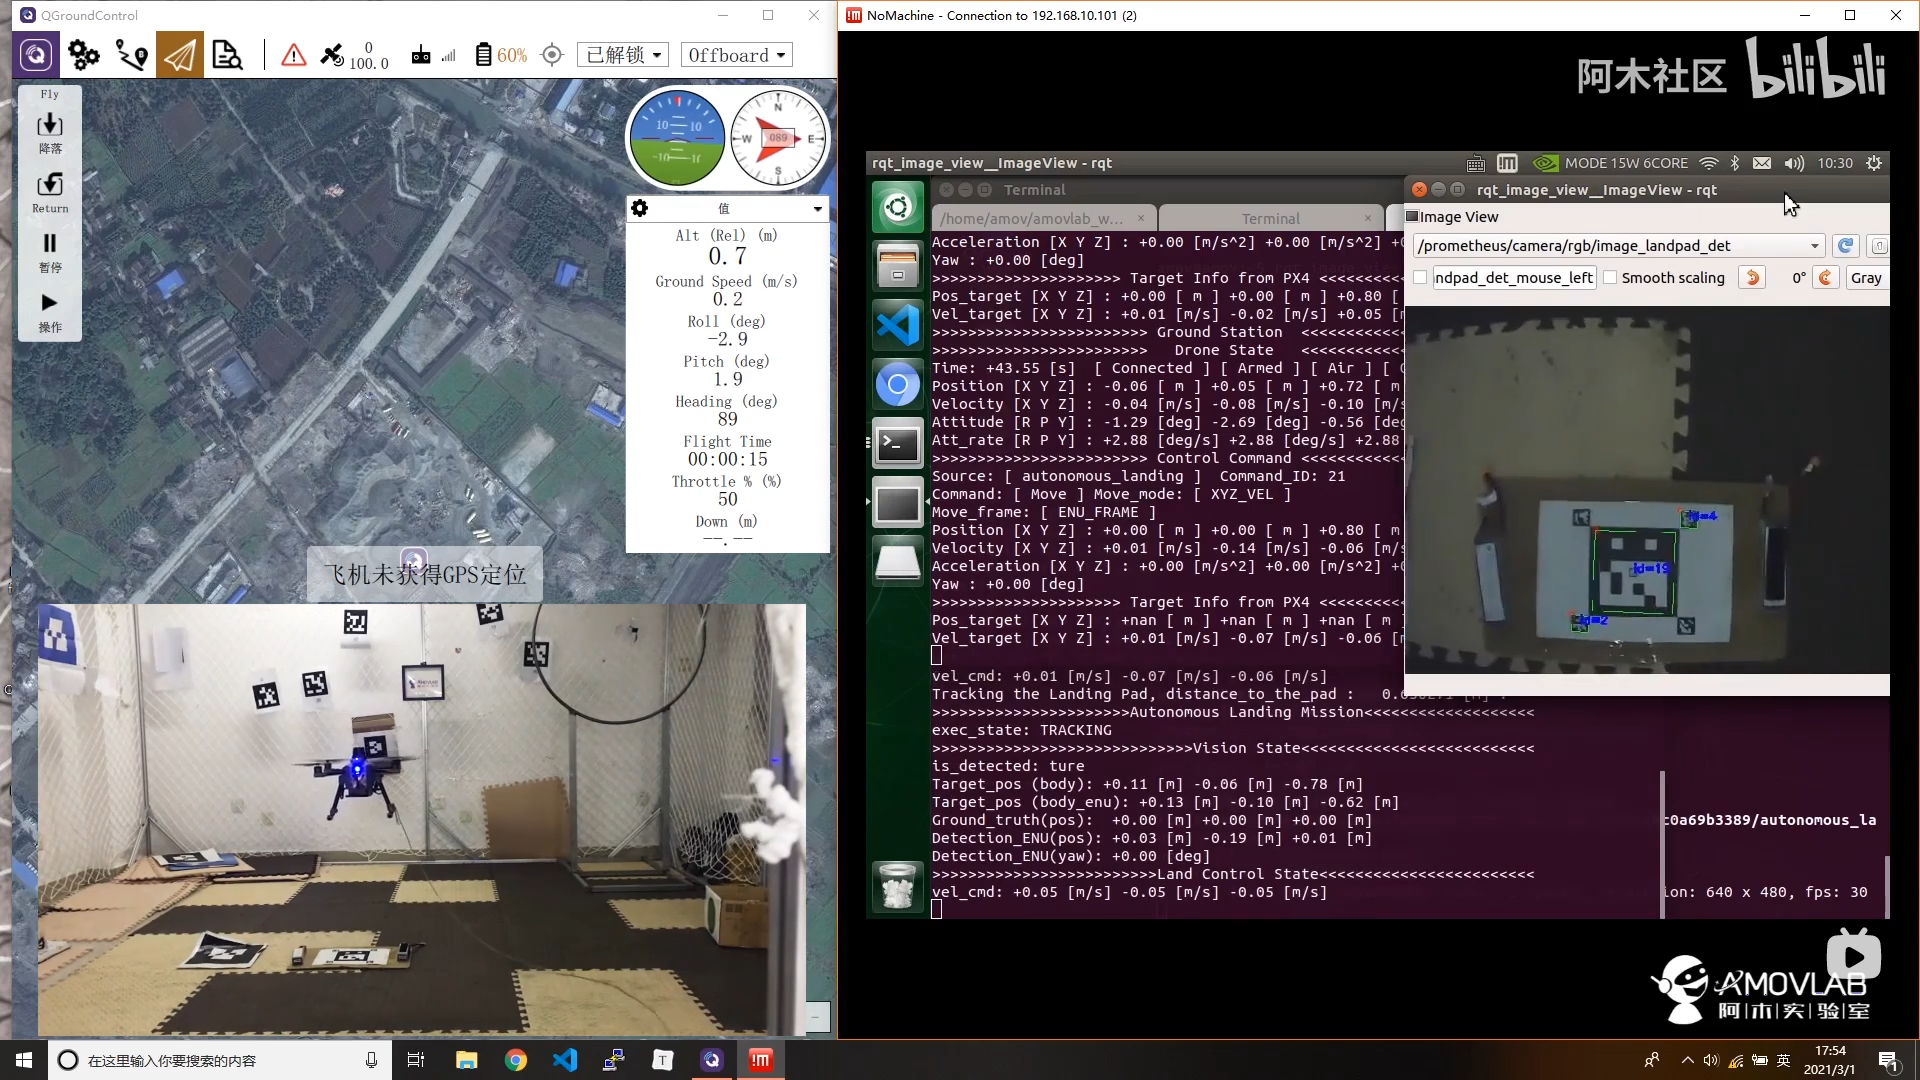 QGroundControl
0
100.0
60%
已解锁
Offboard
Fly
降落
Return
暂停
操作
10 10
-10
N
W 089 E
S
值
Alt (Rel) (m)
0.7
Ground Speed (m/s)
0.2
Roll (deg)
-2.9
Pitch (deg)
1.9
Heading (deg)
89
Flight Time
00:00:15
Throttle % (%)
50
Down (m)
--.--
飞机未获得GPS定位
AMOVLAB
NoMachine - Connection to 192.168.10.101 (2)
阿木社区 bilibili
rqt_image_view__ImageView - rqt
MODE 15W 6CORE
10:30
Terminal
/home/amov/amovlab_w...
Terminal
Acceleration [X Y Z] : +0.00 [m/s^2] +0.00 [m/s^2] +0
Yaw : +0.00 [deg]
>>>>>>>>>>>>>>>>>>>>> Target Info from PX4 <<<<<<<<<<
Pos_target [X Y Z] : +0.00 [ m ] +0.00 [ m ] +0.80 [
Vel_target [X Y Z] : +0.01 [m/s] -0.02 [m/s] +0.05 [
>>>>>>>>>>>>>>>>>>>>>>>> Ground Station <<<<<<<<<<<<
>>>>>>>>>>>>>>>>>>>>>>>> Drone State <<<<<<<<<<<<
Time: +43.55 [s] [ Connected ] [ Armed ] [ Air ] [
Position [X Y Z] : -0.06 [ m ] +0.05 [ m ] +0.72 [ m
Velocity [X Y Z] : -0.04 [m/s] -0.08 [m/s] -0.10 [m/s
Attitude [R P Y] : -1.29 [deg] -2.69 [deg] -0.56 [de
Att_rate [R P Y] : +2.88 [deg/s] +2.88 [deg/s] +2.88
>>>>>>>>>>>>>>>>>>>>>>>> Control Command <<<<<<<<<<<<
Source: [ autonomous_landing ] Command_ID: 21
Command: [ Move ] Move_mode: [ XYZ_VEL ]
Move_frame: [ ENU_FRAME ]
Position [X Y Z] : +0.00 [ m ] +0.00 [ m ] +0.80 [ m
Velocity [X Y Z] : +0.01 [m/s] -0.14 [m/s] -0.06 [m/s
Acceleration [X Y Z] : +0.00 [m/s^2] +0.00 [m/s^2] +0
Yaw : +0.00 [deg]
>>>>>>>>>>>>>>>>>>>>> Target Info from PX4 <<<<<<<<<<
Pos_target [X Y Z] : +nan [ m ] +nan [ m ] +nan [ m ]
Vel_target [X Y Z] : +0.01 [m/s] -0.07 [m/s] -0.06 [
vel_cmd: +0.01 [m/s] -0.07 [m/s] -0.06 [m/s]
Tracking the Landing Pad, distance_to_the_pad :
>>>>>>>>>>>>>>>>>>>>>>Autonomous Landing Mission<<<<<<<<<<<<<<<<<<<
exec_state: TRACKING
>>>>>>>>>>>>>>>>>>>>>>>>>>>>>Vision State<<<<<<<<<<<<<<<<<<<<<<<<<<
is_detected: ture
Target_pos (body): +0.11 [m] -0.06 [m] -0.78 [m]
Target_pos (body_enu): +0.13 [m] -0.10 [m] -0.62 [m]
Ground_truth(pos): +0.00 [m] +0.00 [m] +0.00 [m]
Detection_ENU(pos): +0.03 [m] -0.19 [m] +0.01 [m]
Detection_ENU(yaw): +0.00 [deg]
>>>>>>>>>>>>>>>>>>>>>>>>>Land Control State<<<<<<<<<<<<<<<<<<<<<<<<
vel_cmd: +0.05 [m/s] -0.05 [m/s] -0.05 [m/s]
rqt_image_view__ImageView - rqt
Image View
/prometheus/camera/rgb/image_landpad_det
ndpad_det_mouse_left
Smooth scaling
0°
Gray
id=4
id=19
id=2
c0a69b3389/autonomous_la
ion: 640 x 480, fps: 30
AMOVLAB
阿|木|实|验|室
在这里输入你要搜索的内容
英
17:54
2021/3/1
1